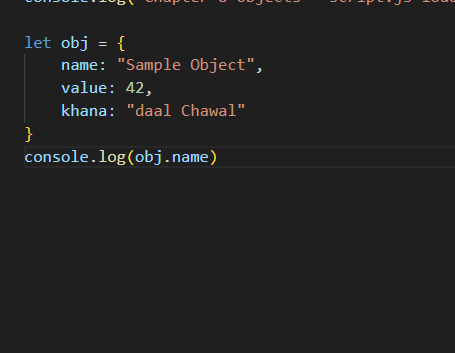 let obj = {
name: "Sample Object",
value: 42,
khana: "daal Chawal"
}
console.log(obj.name)